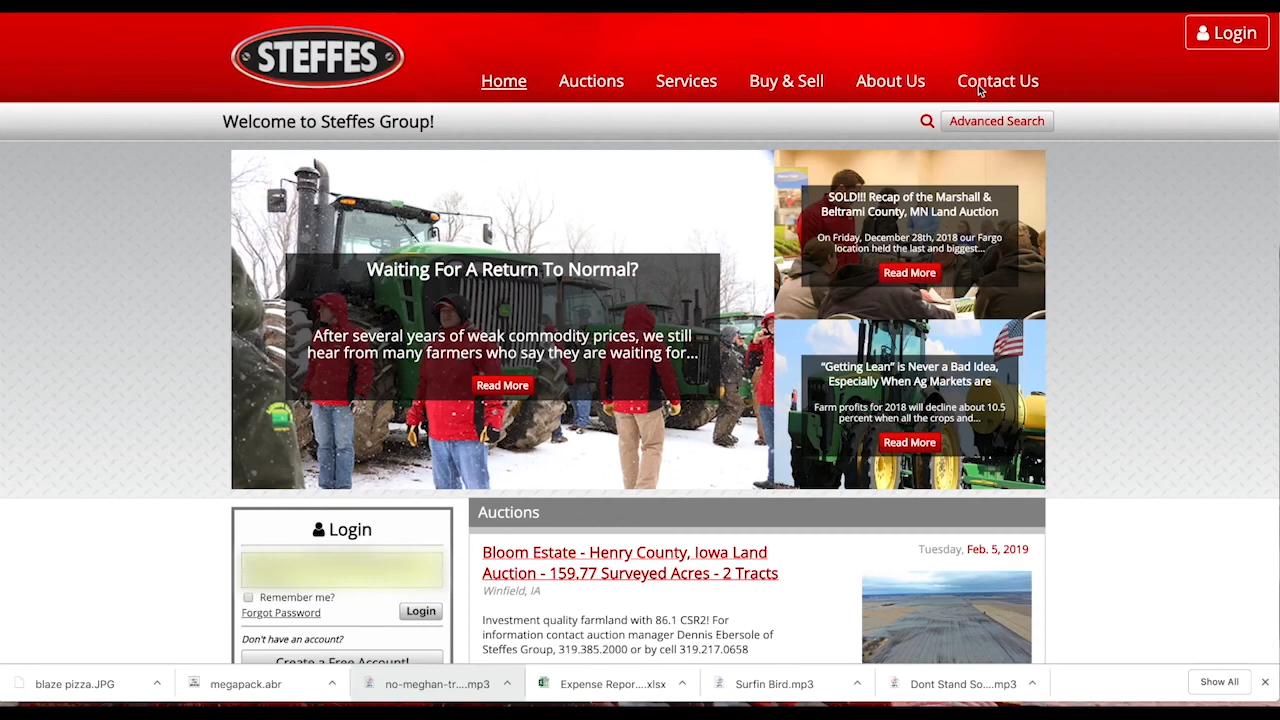 STEFFES
Login
Home
Auctions
Services
Buy & Sell
About Us
Contact Us
Welcome to Steffes Group!
Advanced Search
Waiting For A Return To Normal?
After several years of weak commodity prices, we still
hear from many farmers who say they are waiting for...
Read More
SOLD!!! Recap of the Marshall &
Beltrami County, MN Land Auction
On Friday, December 28th, 2018 our Fargo
location held the last and biggest...
Read More
“Getting Lean” is Never a Bad Idea,
Especially When Ag Markets are
Farm profits for 2018 will decline about 10.5
percent when all the crops and...
Read More
Login
Remember me?
Forgot Password
Login
Don't have an account?
Create a Free Account!
Auctions
Bloom Estate - Henry County, Iowa Land
Auction - 159.77 Surveyed Acres - 2 Tracts
Winfield, IA
Tuesday, Feb. 5, 2019
Investment quality farmland with 86.1 CSR2! For
information contact auction manager Dennis Ebersole of
Steffes Group, 319.385.2000 or by cell 319.217.0658
blaze pizza.JPG
megapack.abr
no-meghan-tr....mp3
Expense Repor....xlsx
Surfin Bird.mp3
Dont Stand So....mp3
Show All